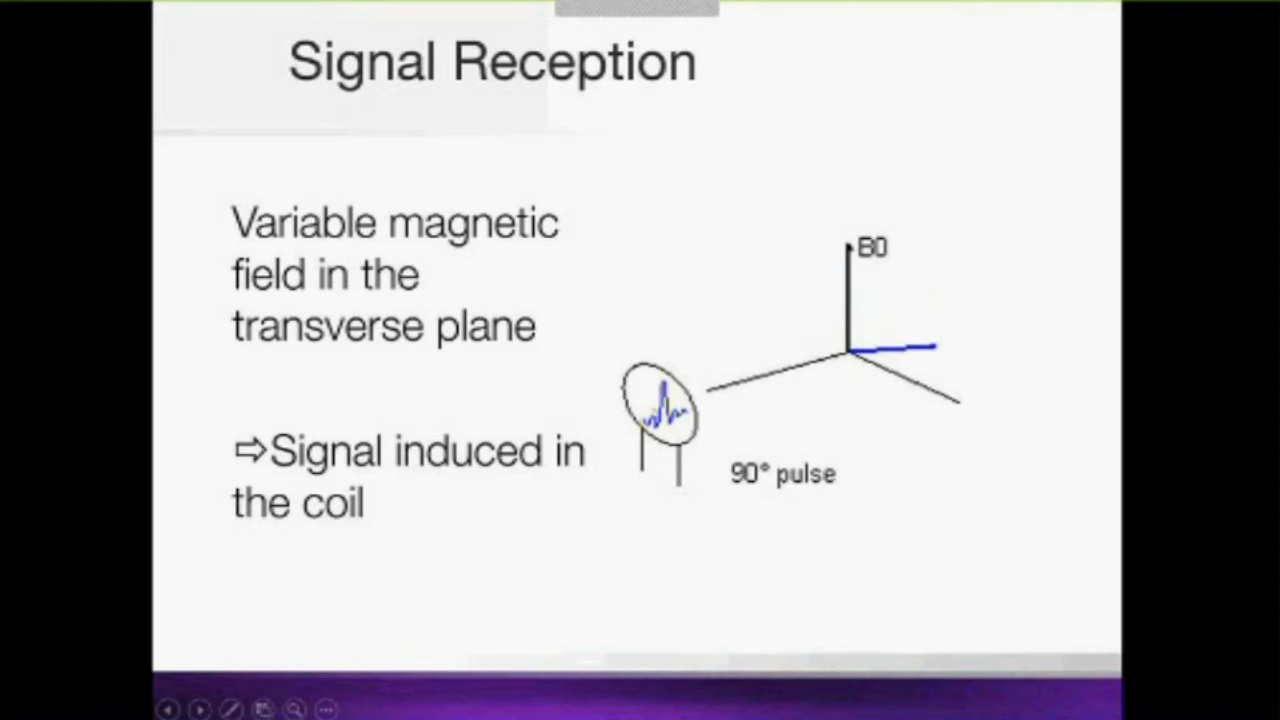 Signal Reception
Variable magnetic
field in the
transverse plane
⇨Signal induced in
the coil
B0
90° pulse